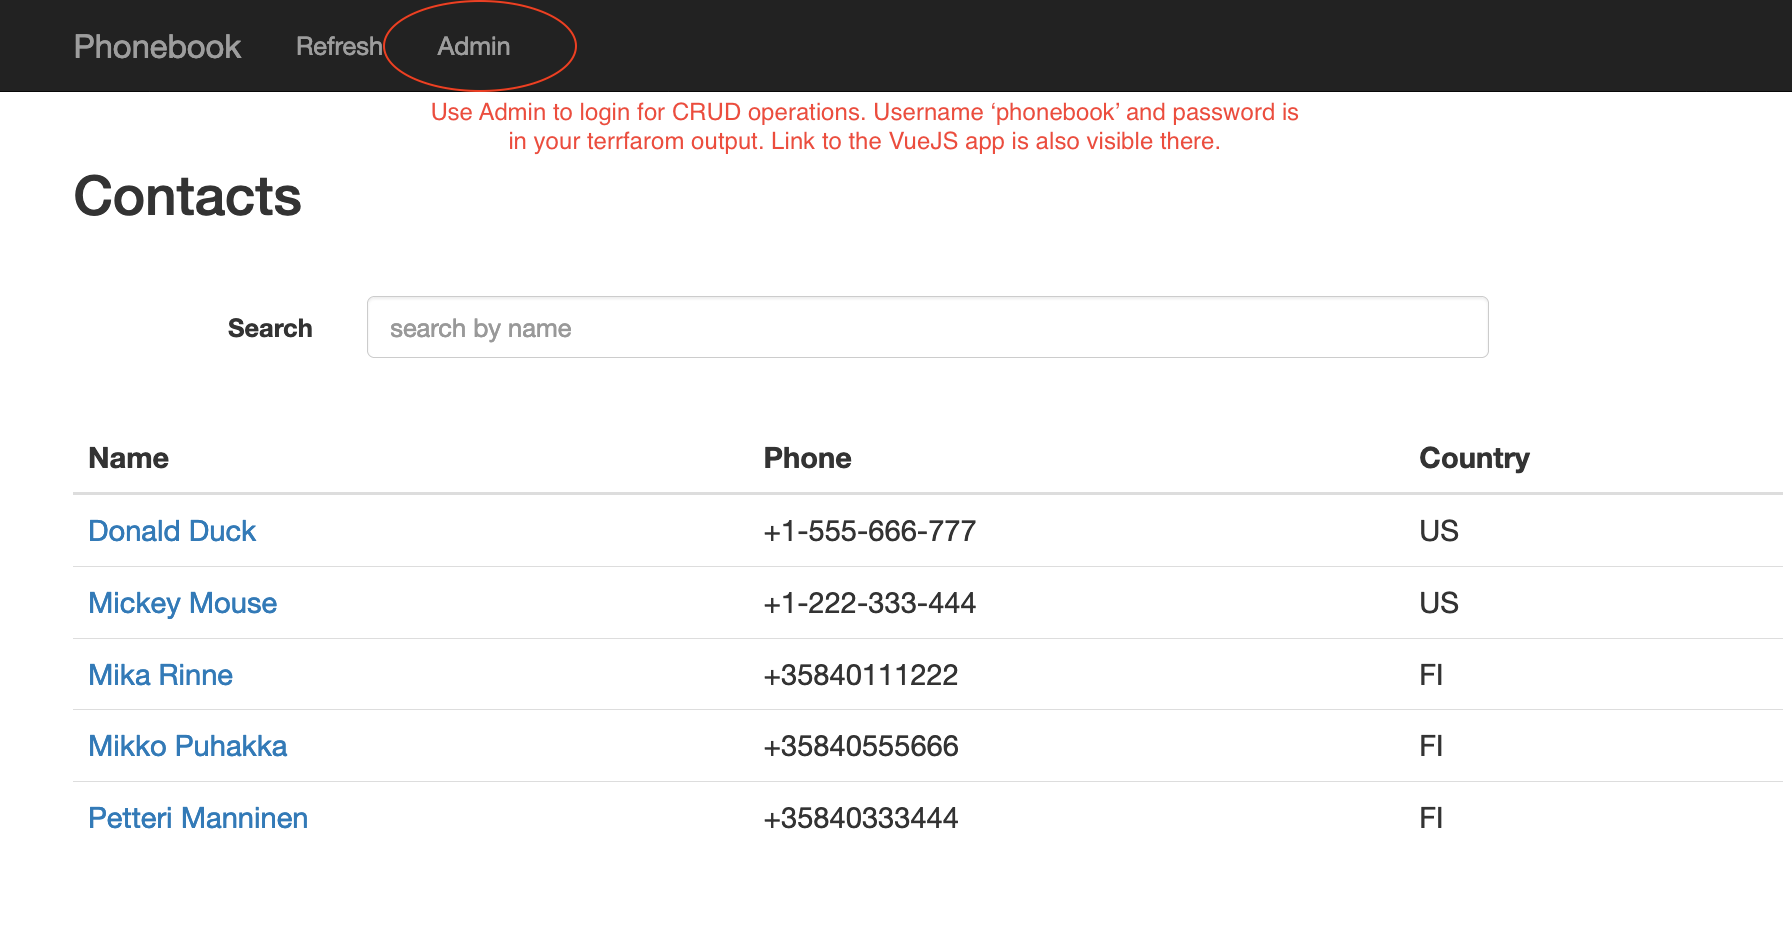 Phonebook Refresh Admin
Use Admin to login for CRUD operations. Username ‘phonebook’ and password is
in your terrfarom output. Link to the VueJS app is also visible there.
Contacts
Search search by name
Name Phone Country
Donald Duck +1-555-666-777 US
Mickey Mouse +1-222-333-444 US
Mika Rinne +35840111222 FI
Mikko Puhakka +35840555666 FI
Petteri Manninen +35840333444 FI